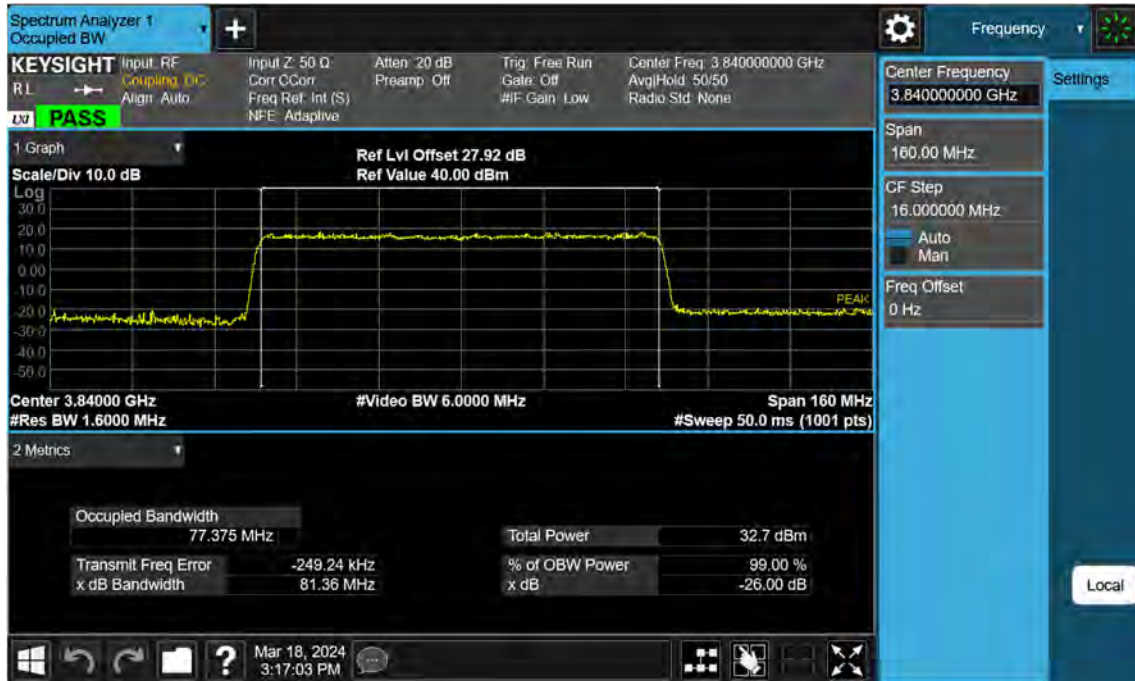 Spectrum Analyzer 1
Occupied BW
+
Frequency
KEYSIGHT
R L
LXI PASS
Input: RF
Coupling: DC
Align: Auto
Input Z: 50 Ω
Corr CCorr
Freq Ref: Int (S)
NFE: Adaptive
Atten: 20 dB
Preamp: Off
Trig: Free Run
Gate: Off
#IF Gain: Low
Center Freq: 3.840000000 GHz
Avg|Hold: 50/50
Radio Std: None
1 Graph
Scale/Div 10.0 dB
Ref Lvl Offset 27.92 dB
Ref Value 40.00 dBm
Log
30.0
20.0
10.0
0.00
-10.0
-20.0
-30.0
-40.0
-50.0
PEAK
Center 3.84000 GHz
#Video BW 6.0000 MHz
Span 160 MHz
#Res BW 1.6000 MHz
#Sweep 50.0 ms (1001 pts)
2 Metrics
Occupied Bandwidth
77.375 MHz
Total Power 32.7 dBm
Transmit Freq Error -249.24 kHz
% of OBW Power 99.00 %
x dB Bandwidth 81.36 MHz
x dB -26.00 dB
Mar 18, 2024
3:17:03 PM
?
Center Frequency
3.840000000 GHz
Settings
Span
160.00 MHz
CF Step
16.000000 MHz
Auto
Man
Freq Offset
0 Hz
Local